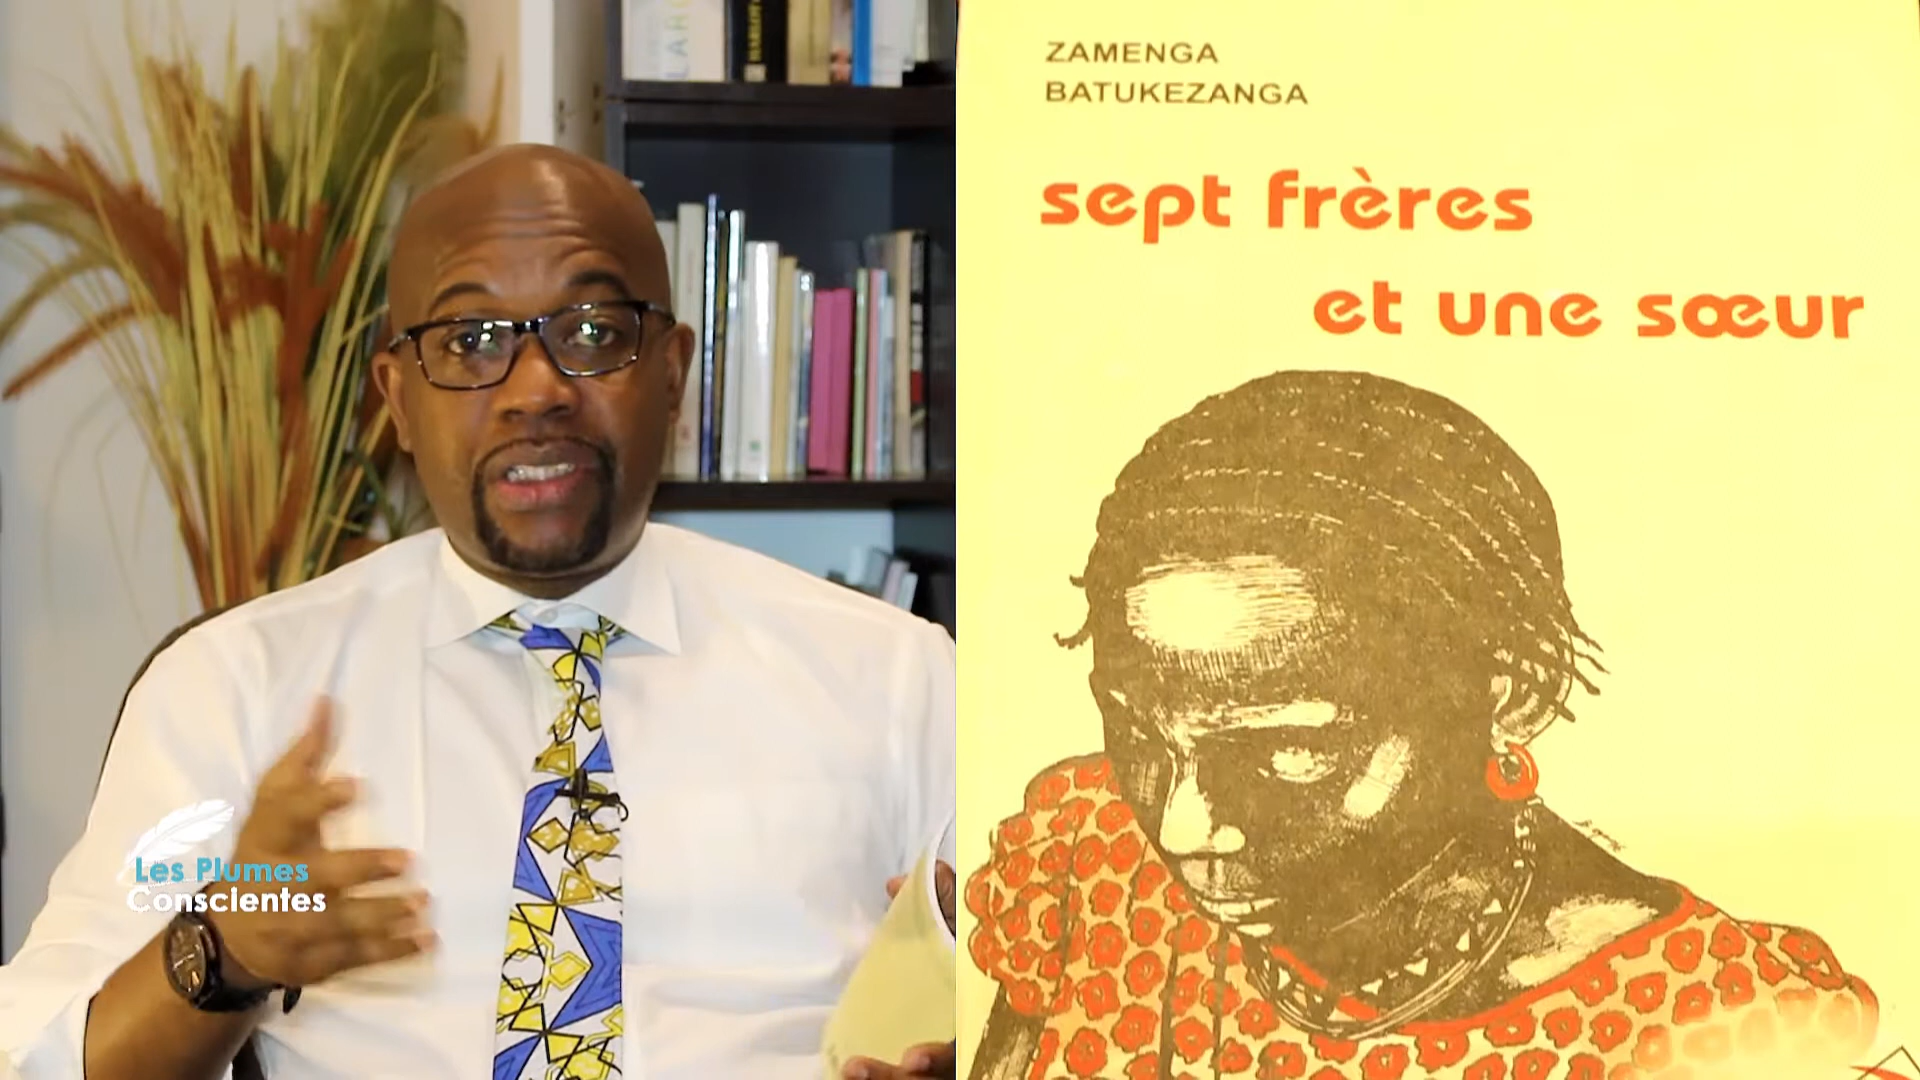 ZAMENGA
BATUKEZANGA
sept frères
et une sœur
Les Plumes
Conscientes